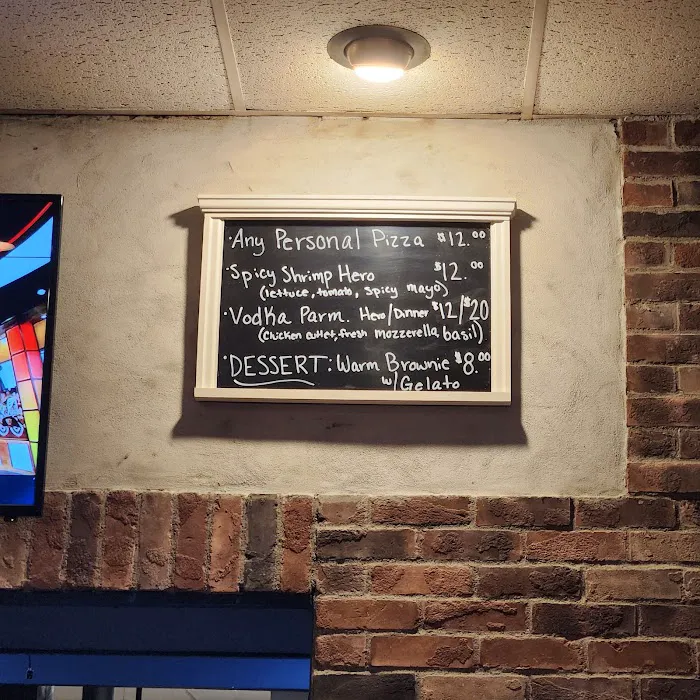 ·Any Personal Pizza $12.00
·Spicy Shrimp Hero $12.00
(lettuce, tomato, Spicy mayo)
·Vodka Parm. Hero/Dinner $12/$20
(Chicken cutlet, fresh mozzerella, basil)
·DESSERT: Warm Brownie $8.00
w/Gelato